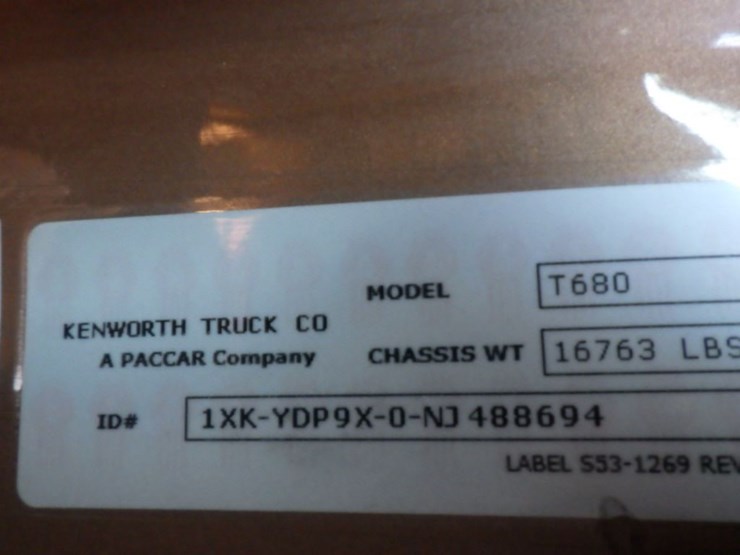 MODEL T680
KENWORTH TRUCK CO
A PACCAR Company CHASSIS WT 16763 LBS
ID# 1XK-YDP9X-0-NJ488694
LABEL S53-1269 REV